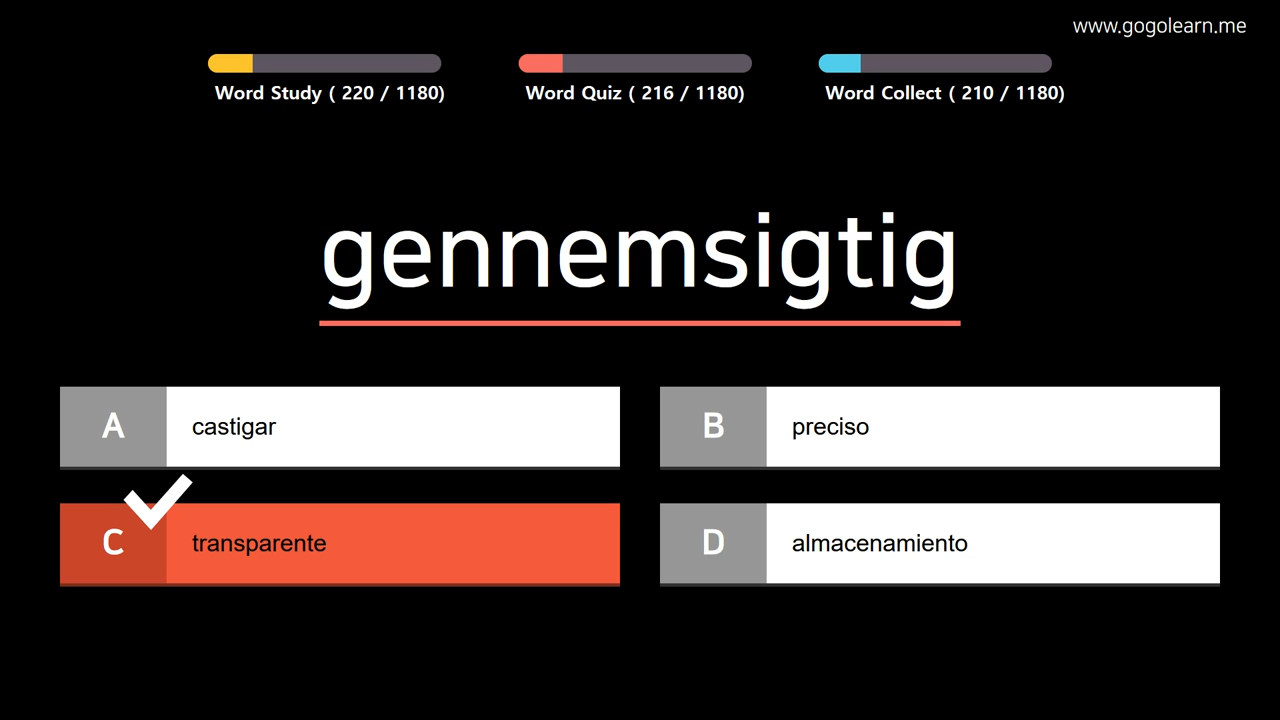 www.gogolearn.me
Word Study ( 220 / 1180)
Word Quiz ( 216 / 1180)
Word Collect ( 210 / 1180)
gennemsigtig
A castigar
B preciso
C transparente
D almacenamiento